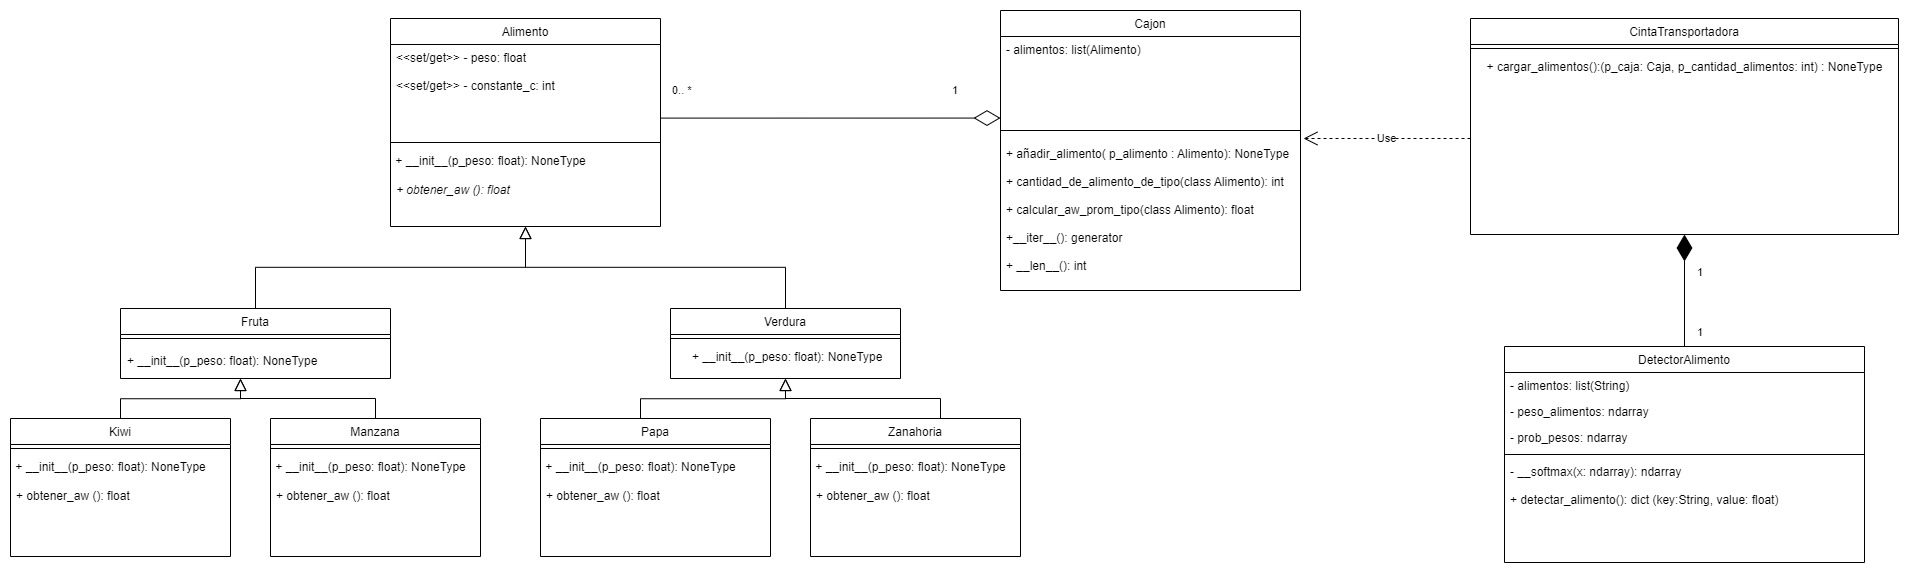 Alimento
<<set/get>> - peso: float
<<set/get>> - constante_c: int
+ __init__(p_peso: float): NoneType
+ obtener_aw (): float
0.. *
1
Cajon
- alimentos: list(Alimento)
+ añadir_alimento( p_alimento : Alimento): NoneType
+ cantidad_de_alimento_de_tipo(class Alimento): int
+ calcular_aw_prom_tipo(class Alimento): float
+__iter__(): generator
+ __len__(): int
Use
CintaTransportadora
+ cargar_alimentos():(p_caja: Caja, p_cantidad_alimentos: int) : NoneType
1
1
Fruta
+ __init__(p_peso: float): NoneType
Verdura
+ __init__(p_peso: float): NoneType
Kiwi
+ __init__(p_peso: float): NoneType
+ obtener_aw (): float
Manzana
+ __init__(p_peso: float): NoneType
+ obtener_aw (): float
Papa
+ __init__(p_peso: float): NoneType
+ obtener_aw (): float
Zanahoria
+ __init__(p_peso: float): NoneType
+ obtener_aw (): float
DetectorAlimento
- alimentos: list(String)
- peso_alimentos: ndarray
- prob_pesos: ndarray
- __softmax(x: ndarray): ndarray
+ detectar_alimento(): dict (key:String, value: float)